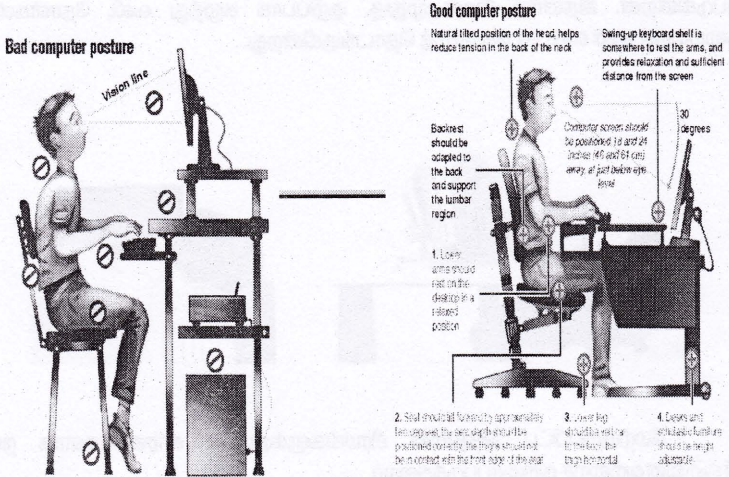 Bad computer posture
Vision line
Good computer posture
Natural tilted position of the head, helps
reduce tension in the back of the neck
Swing-up keyboard shelf is
somewhere to rest the arms, and
provides relaxation and sufficient
distance from the screen
30
degrees
Computer screen should
be positioned 18 and 24
inches (46 and 61 cm)
away, at just below eye
level
Backrest
should be
adapted to
the back
and support
the lumbar
region
1. Lower
arms should
rest on the
desktop in a
relaxed
position
2. Seat should tilt forward by approximately
two degrees, the seat depth should be
positioned correctly, the thighs should not
be in contact with the front edge of the seat
3. Lower leg
should be vertical
to the floor, the
thigh horizontal
4. Desks and
furniture
should be height
adjustable